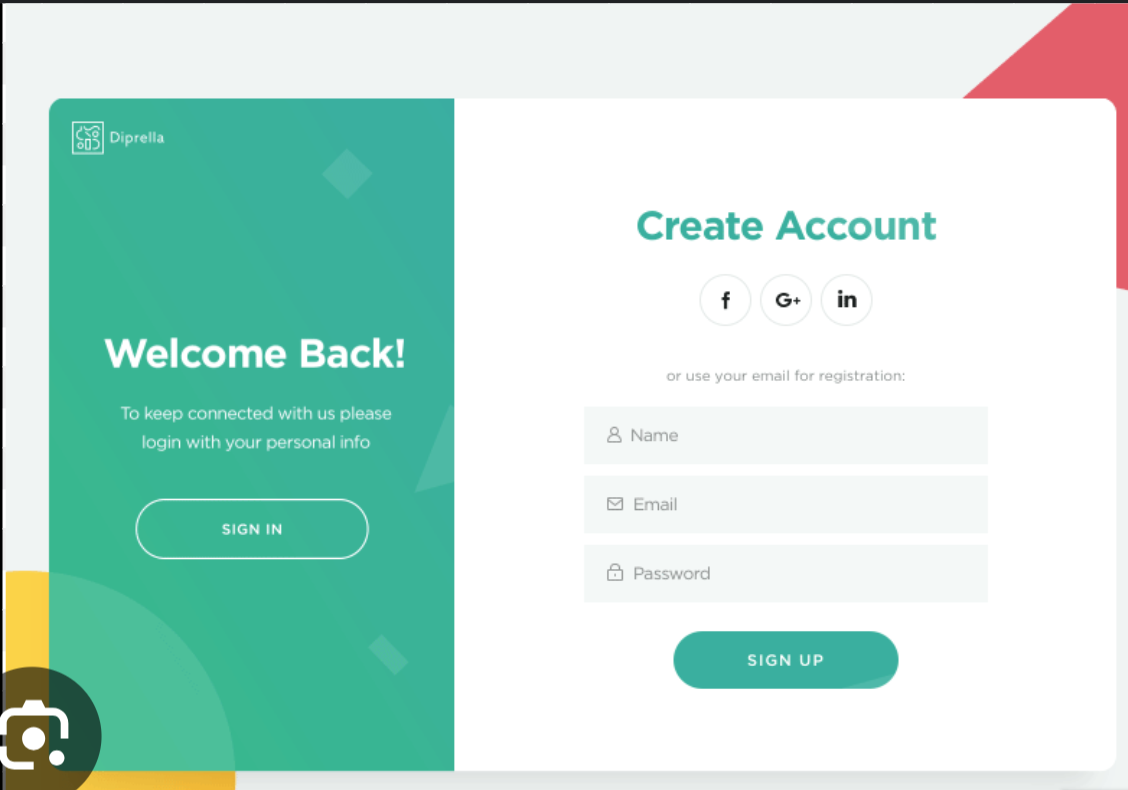 Diprella
Welcome Back!
To keep connected with us please
login with your personal info
SIGN IN
Create Account
f G+ in
or use your email for registration:
Name
Email
Password
SIGN UP